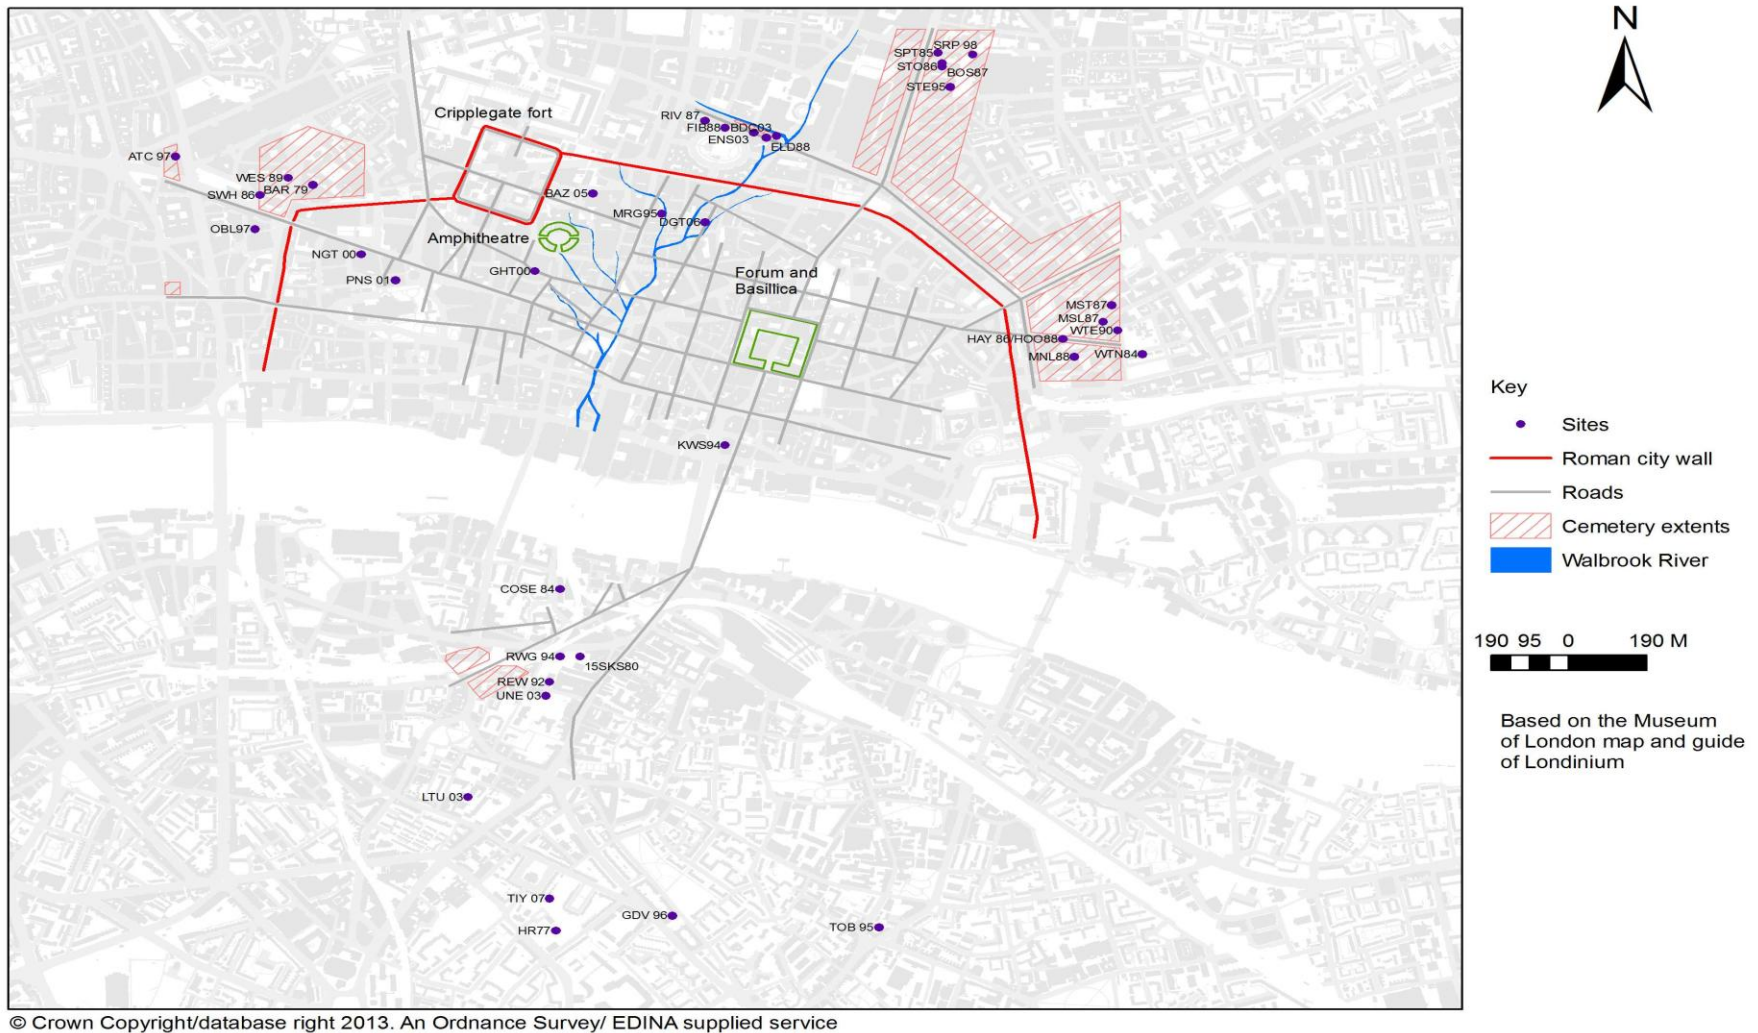 N
SRP 98
SPT85
STO86
BOS87
STE95
Cripplegate fort
RIV 87
FIB88
BDC03
ENS03
ELD88
ATC 97
WES 89
BAR 79
SWH 86
BAZ 05
MRG95
DGT06
OBL97
Amphitheatre
NGT 00
GHT00
PNS 01
Forum and
Basillica
MST87
MSL87
WTE90
HAY 86/HOO88
MNL88
WTN84
KWS94
COSE 84
RWG 94
15SKS80
REW 92
UNE 03
LTU 03
TIY 07
GDV 96
HR77
TOB 95
Key
Sites
Roman city wall
Roads
Cemetery extents
Walbrook River
190 95 0 190 M
Based on the Museum
of London map and guide
of Londinium
© Crown Copyright/database right 2013. An Ordnance Survey/ EDINA supplied service